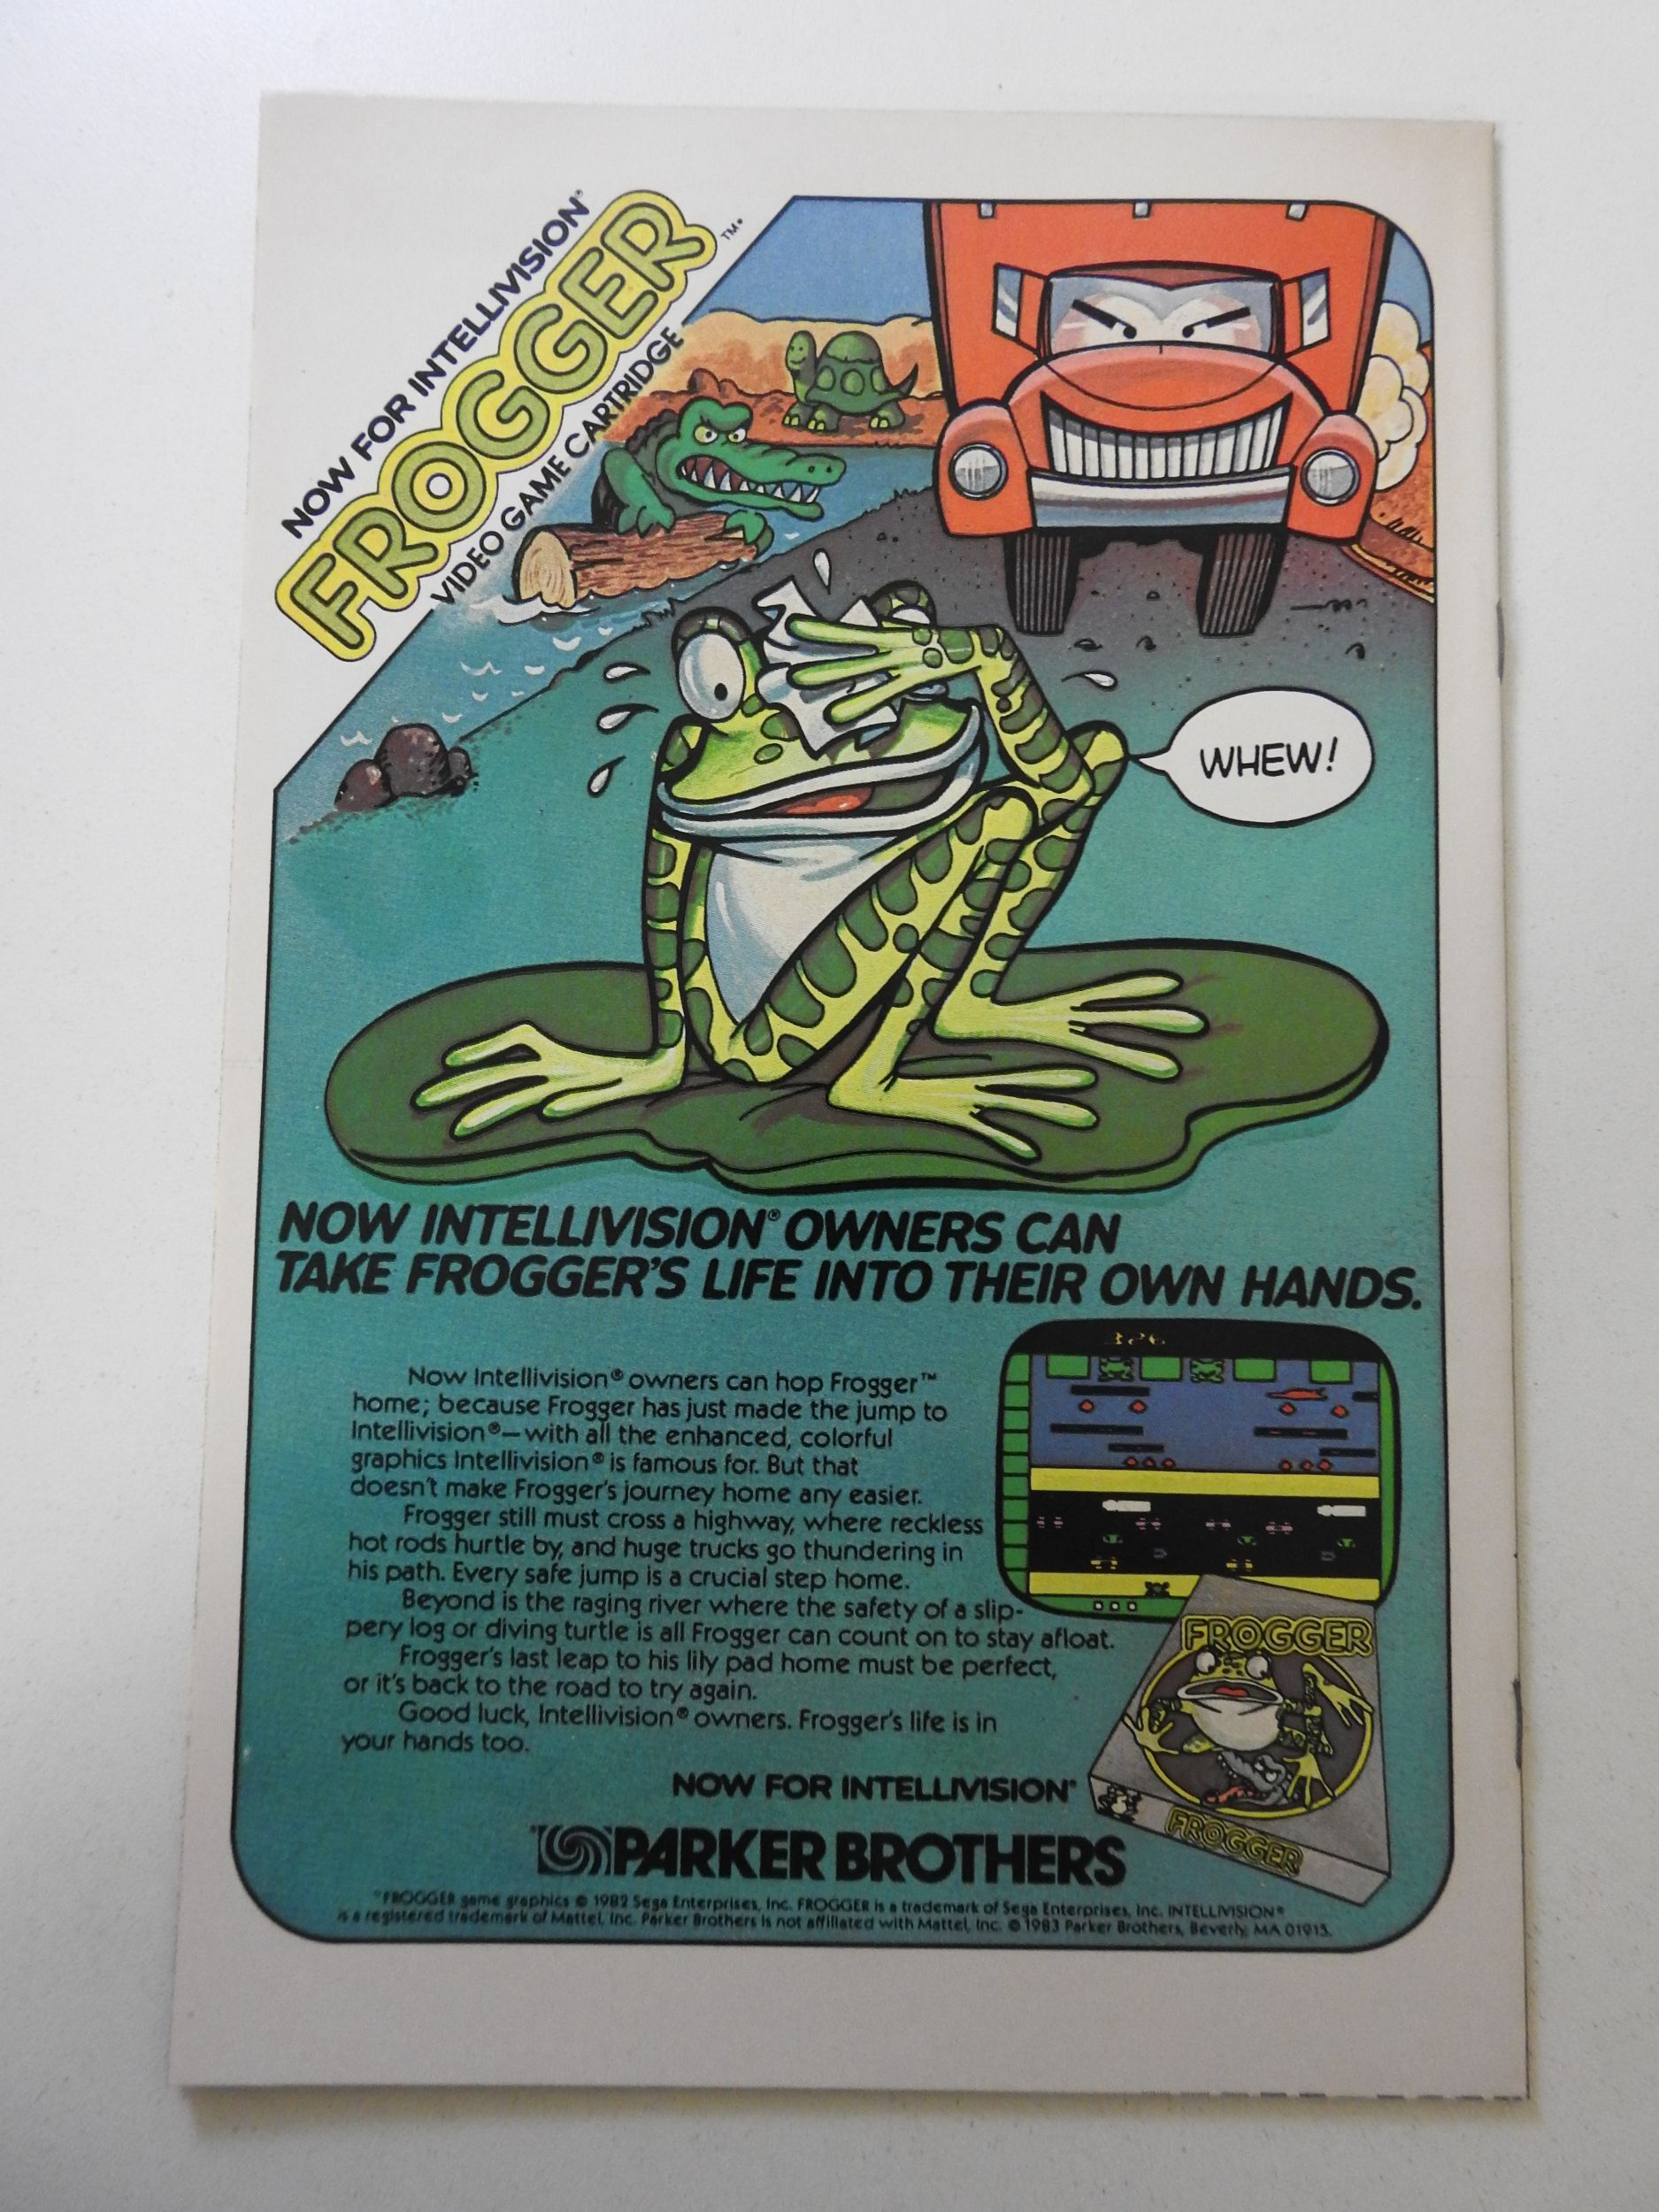 NOW FOR INTELLIVISION®
FROGGER™
VIDEO GAME CARTRIDGE
WHEW!
NOW INTELLIVISION® OWNERS CAN
TAKE FROGGER'S LIFE INTO THEIR OWN HANDS.
Now Intellivision® owners can hop Frogger™
home; because Frogger has just made the jump to
Intellivision®—with all the enhanced, colorful
graphics Intellivision® is famous for. But that
doesn't make Frogger's journey home any easier.
Frogger still must cross a highway, where reckless
hot rods hurtle by, and huge trucks go thundering in
his path. Every safe jump is a crucial step home.
Beyond is the raging river where the safety of a slip-
pery log or diving turtle is all Frogger can count on to stay afloat.
Frogger's last leap to his lily pad home must be perfect,
or it's back to the road to try again.
Good luck, Intellivision® owners. Frogger's life is in
your hands too.
326
FROGGER
FROGGER
NOW FOR INTELLIVISION®
PARKER BROTHERS
"FROGGER game graphics © 1982 Sega Enterprises, Inc. FROGGER is a trademark of Sega Enterprises, Inc. INTELLIVISION®
is a registered trademark of Mattel, Inc. Parker Brothers is not affiliated with Mattel, Inc. © 1983 Parker Brothers, Beverly, MA 01915.